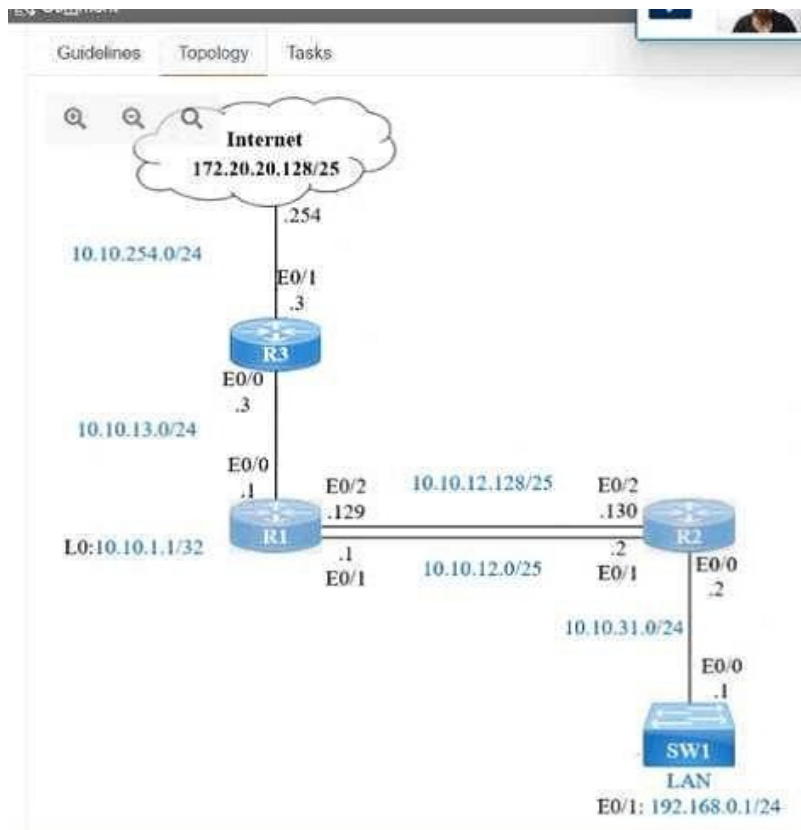 Guidelines Topology Tasks
Internet
172.20.20.128/25
.254
10.10.254.0/24
E0/1
.3
R3
E0/0
.3
10.10.13.0/24
E0/0
.1
E0/2
10.10.12.128/25
E0/2
.129
.130
R1
R2
L0:10.10.1.1/32
.1
.2
E0/0
E0/1
10.10.12.0/25
E0/1
.2
10.10.31.0/24
E0/0
.1
SW1
LAN
E0/1: 192.168.0.1/24